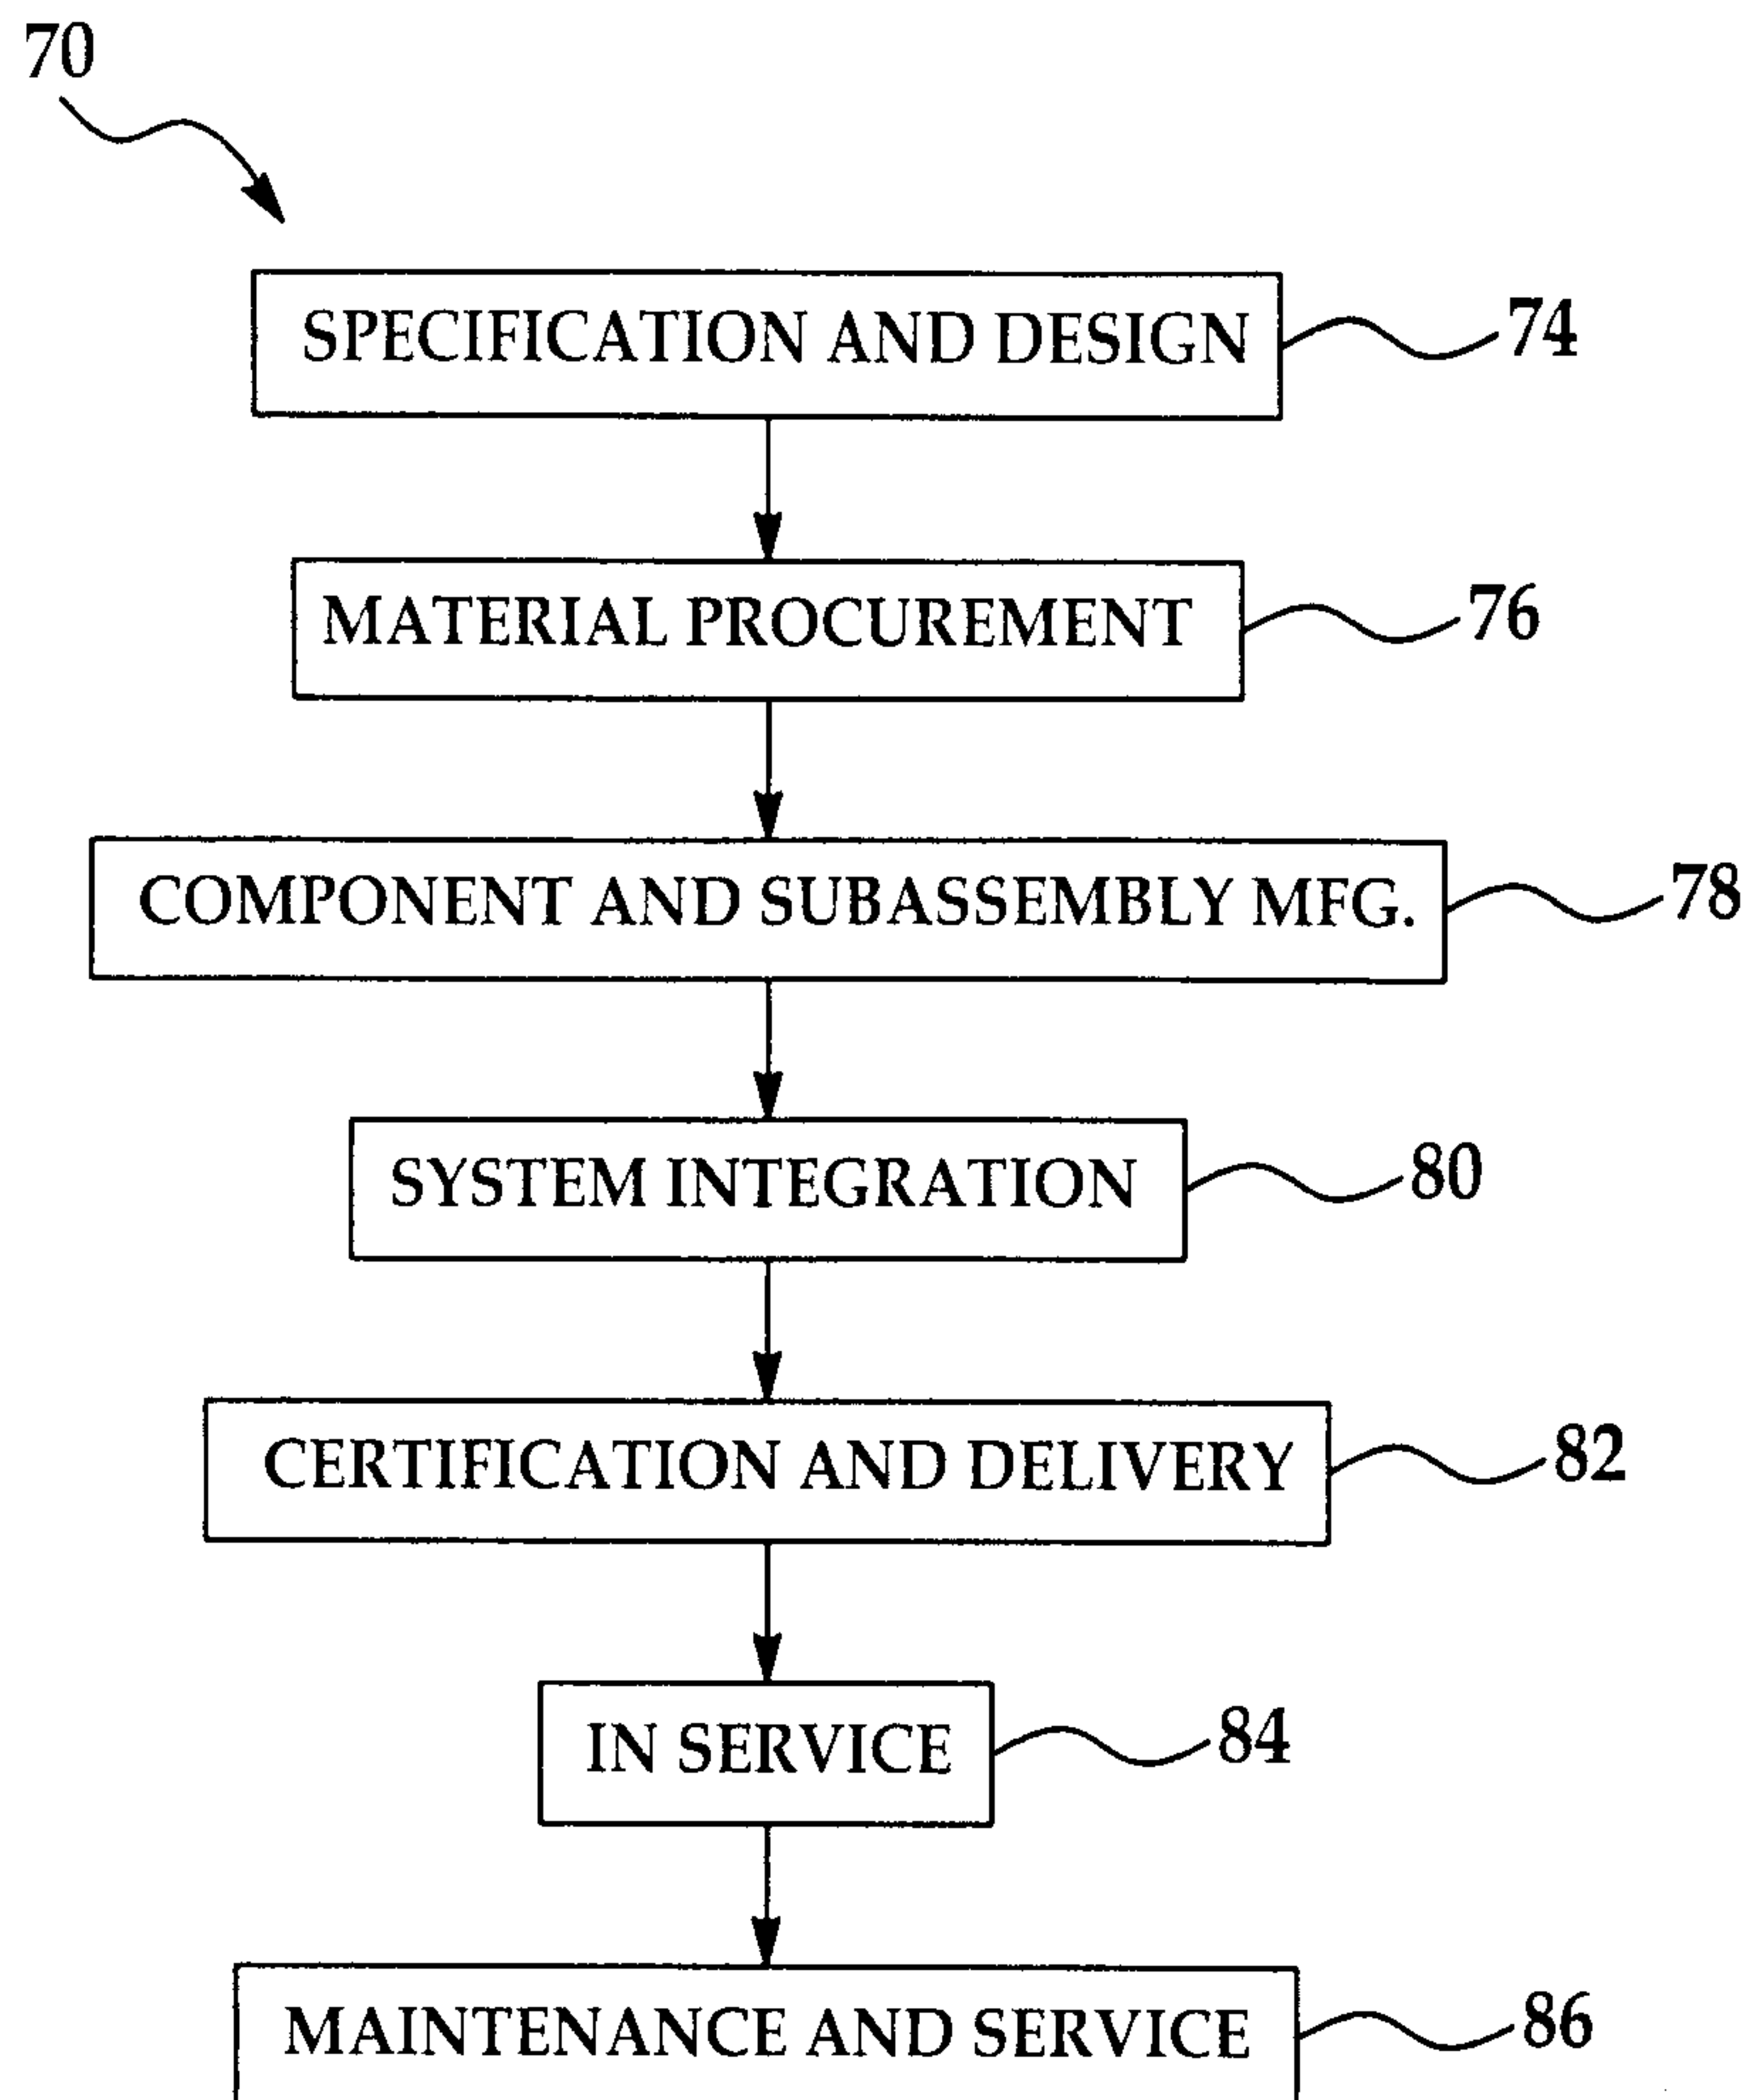 70
SPECIFICATION AND DESIGN 74
MATERIAL PROCUREMENT 76
COMPONENT AND SUBASSEMBLY MFG. 78
SYSTEM INTEGRATION 80
CERTIFICATION AND DELIVERY 82
IN SERVICE 84
MAINTENANCE AND SERVICE 86